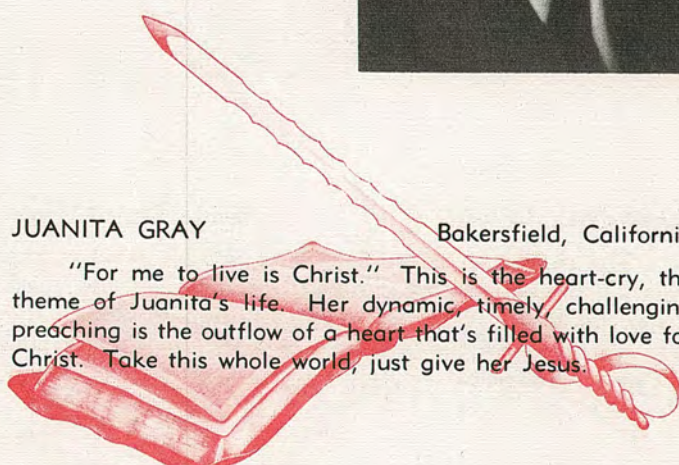 JUANITA GRAY Bakersfield, Californi
"For me to live is Christ." This is the heart-cry, th
theme of Juanita's life. Her dynamic, timely, challengin
preaching is the outflow of a heart that's filled with love fo
Christ. Take this whole world, just give her Jesus.